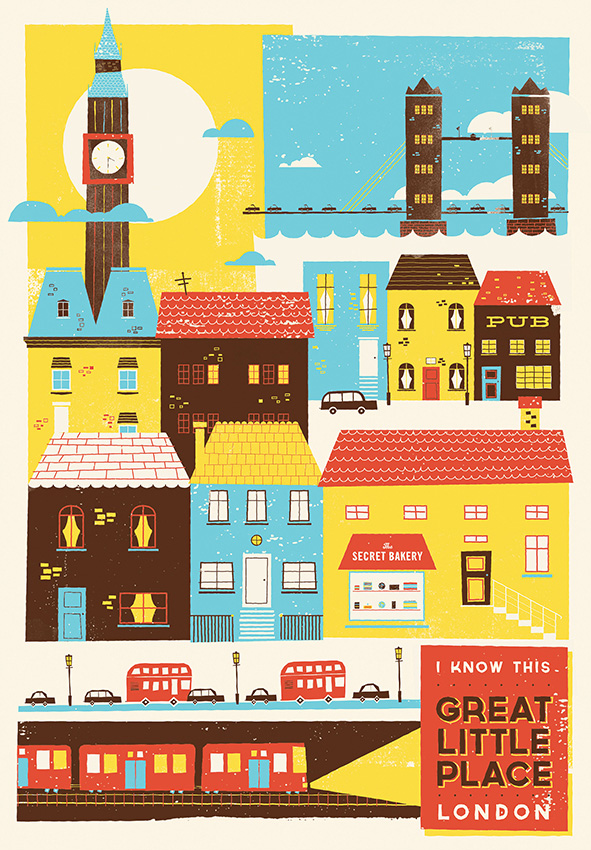 PUB
The
SECRET BAKERY
I KNOW THIS
GREAT
LITTLE
PLACE
LONDON